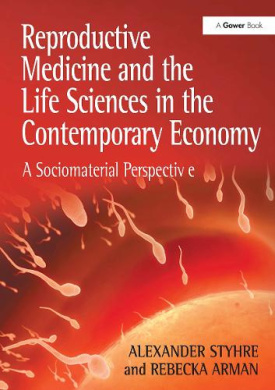 A Gower Book
Reproductive
Medicine and the
Life Sciences in the
Contemporary Economy
A Sociomaterial Perspectiv e
ALEXANDER STYHRE
and REBECKA ARMAN